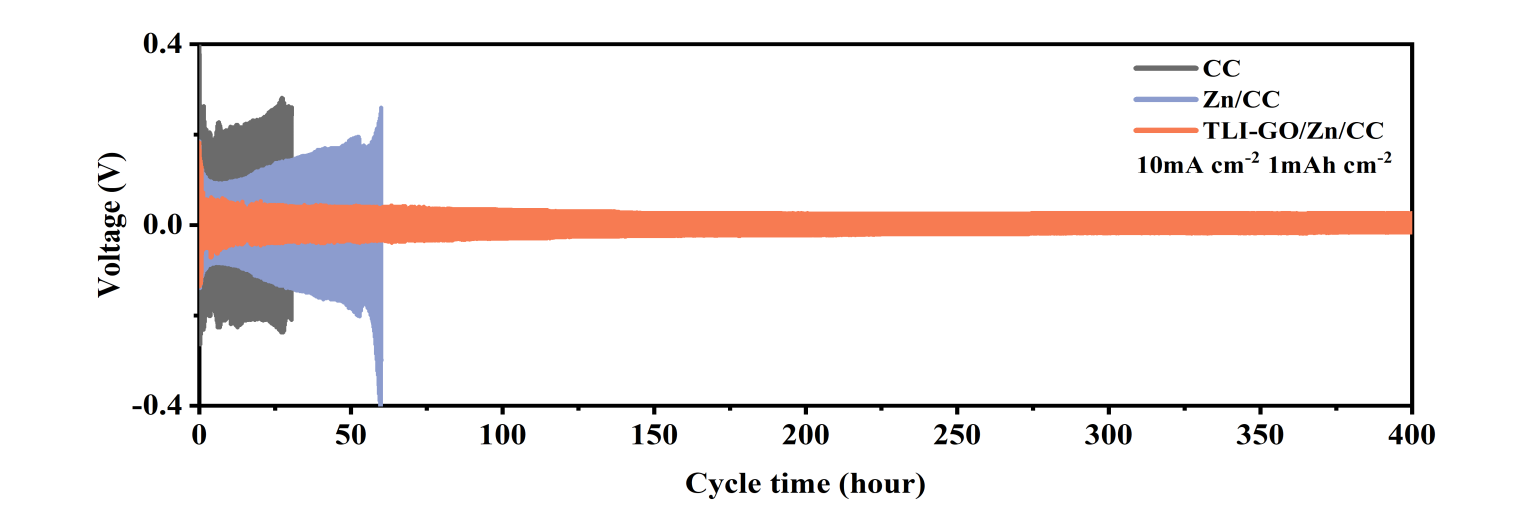 0.4
CC
Zn/CC
TLI-GO/Zn/CC
10mA cm-2 1mAh cm-2
Voltage (V)
0.0
-0.4
0 50 100 150 200 250 300 350 400
Cycle time (hour)